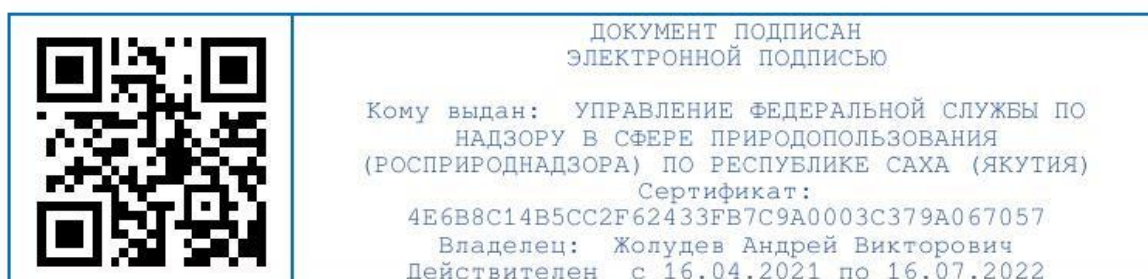 ДОКУМЕНТ ПОДПИСАН
ЭЛЕКТРОННОЙ ПОДПИСЬЮ
Кому выдан: УПРАВЛЕНИЕ ФЕДЕРАЛЬНОЙ СЛУЖБЫ ПО
НАДЗОРУ В СФЕРЕ ПРИРОДОПОЛЬЗОВАНИЯ
(РОСПРИРОДНАДЗОРА) ПО РЕСПУБЛИКЕ САХА (ЯКУТИЯ)
Сертификат:
4E6B8C14B5CC2F62433FB7C9A0003C379A067057
Владелец: Жолудев Андрей Викторович
Действителен с 16.04.2021 по 16.07.2022